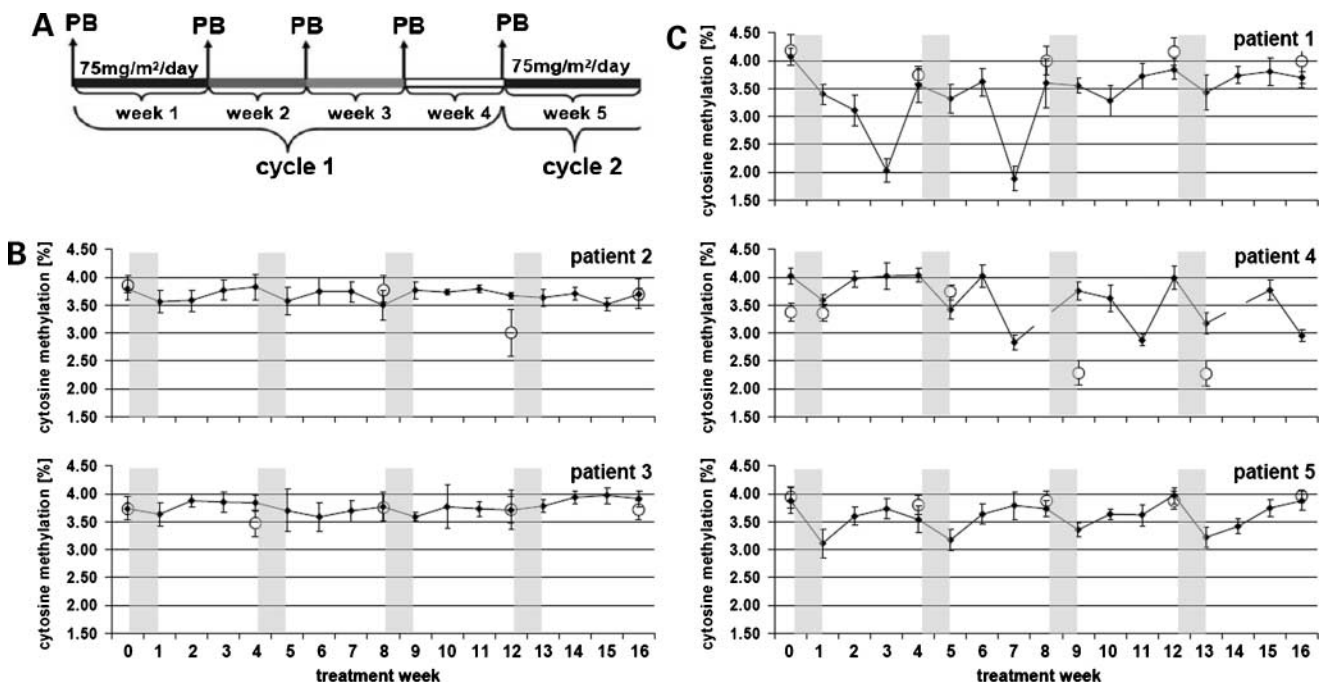 A
PB PB PB PB PB
75mg/m²/day 75mg/m²/day
week 1 week 2 week 3 week 4 week 5
cycle 1 cycle 2
B
patient 2
cytosine methylation [%]
4.50
4.00
3.50
3.00
2.50
2.00
1.50
patient 3
cytosine methylation [%]
4.50
4.00
3.50
3.00
2.50
2.00
1.50
0 1 2 3 4 5 6 7 8 9 10 11 12 13 14 15 16
treatment week
C
patient 1
cytosine methylation [%]
4.50
4.00
3.50
3.00
2.50
2.00
1.50
patient 4
cytosine methylation [%]
4.50
4.00
3.50
3.00
2.50
2.00
1.50
patient 5
cytosine methylation [%]
4.50
4.00
3.50
3.00
2.50
2.00
1.50
0 1 2 3 4 5 6 7 8 9 10 11 12 13 14 15 16
treatment week